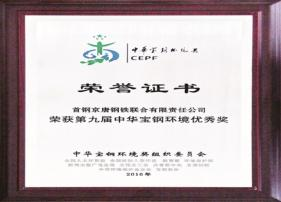 中华宝钢环境奖
CEPF
荣誉证书
首钢京唐钢铁联合有限责任公司
荣获第九届中华宝钢环境优秀奖
中华宝钢环境奖组织委员会
2016年